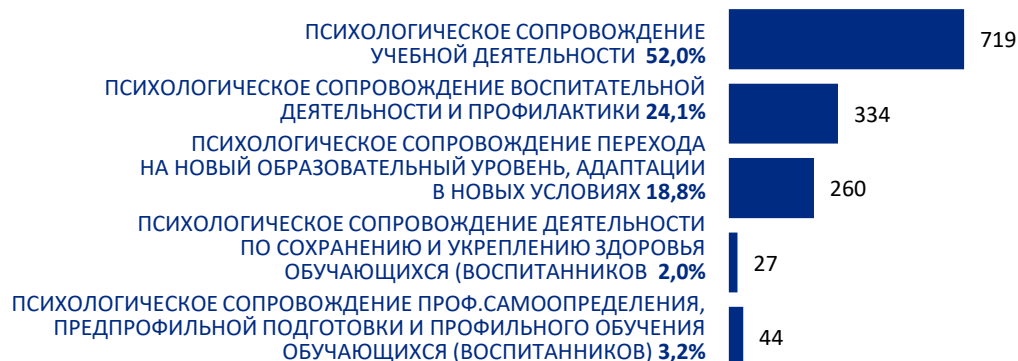 ПСИХОЛОГИЧЕСКОЕ СОПРОВОЖДЕНИЕ
УЧЕБНОЙ ДЕЯТЕЛЬНОСТИ 52,0%
719
ПСИХОЛОГИЧЕСКОЕ СОПРОВОЖДЕНИЕ ВОСПИТАТЕЛЬНОЙ
ДЕЯТЕЛЬНОСТИ И ПРОФИЛАКТИКИ 24,1%
334
ПСИХОЛОГИЧЕСКОЕ СОПРОВОЖДЕНИЕ ПЕРЕХОДА
НА НОВЫЙ ОБРАЗОВАТЕЛЬНЫЙ УРОВЕНЬ, АДАПТАЦИИ
В НОВЫХ УСЛОВИЯХ 18,8%
260
ПСИХОЛОГИЧЕСКОЕ СОПРОВОЖДЕНИЕ ДЕЯТЕЛЬНОСТИ
ПО СОХРАНЕНИЮ И УКРЕПЛЕНИЮ ЗДОРОВЬЯ
ОБУЧАЮЩИХСЯ (ВОСПИТАННИКОВ 2,0%
27
ПСИХОЛОГИЧЕСКОЕ СОПРОВОЖДЕНИЕ ПРОФ.САМООПРЕДЕЛЕНИЯ,
ПРЕДПРОФИЛЬНОЙ ПОДГОТОВКИ И ПРОФИЛЬНОГО ОБУЧЕНИЯ
ОБУЧАЮЩИХСЯ (ВОСПИТАННИКОВ) 3,2%
44